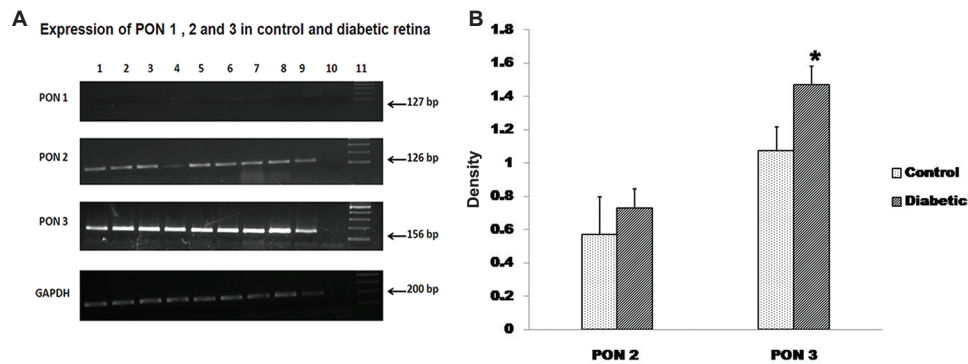 A
Expression of PON 1 , 2 and 3 in control and diabetic retina
1 2 3 4 5 6 7 8 9 10 11
PON 1
127 bp
PON 2
126 bp
PON 3
156 bp
GAPDH
200 bp
B
Density
1.8
1.6
1.4
1.2
1
0.8
0.6
0.4
0.2
0
*
PON 2
PON 3
Control
Diabetic